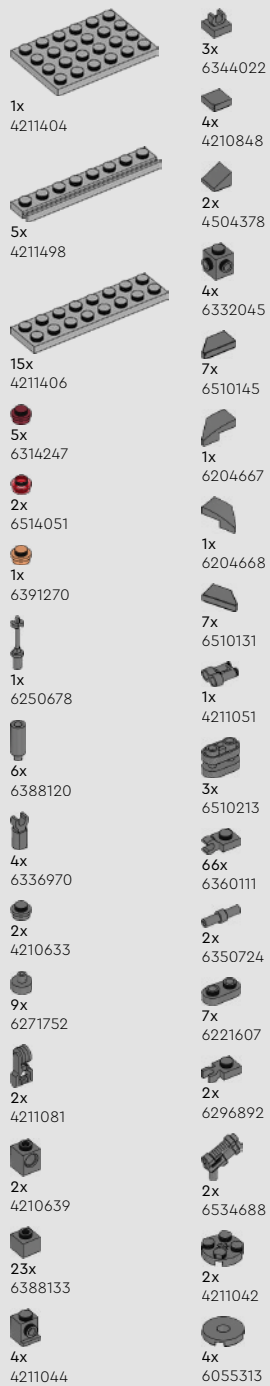 1x
4211404
5x
4211498
15x
4211406
5x
6314247
2x
6514051
1x
6391270
1x
6250678
6x
6388120
4x
6336970
2x
4210633
9x
6271752
2x
4211081
2x
4210639
23x
6388133
4x
4211044
3x
6344022
4x
4210848
2x
4504378
4x
6332045
7x
6510145
1x
6204667
1x
6204668
7x
6510131
1x
4211051
3x
6510213
66x
6360111
2x
6350724
7x
6221607
2x
6296892
2x
6534688
2x
4211042
4x
6055313